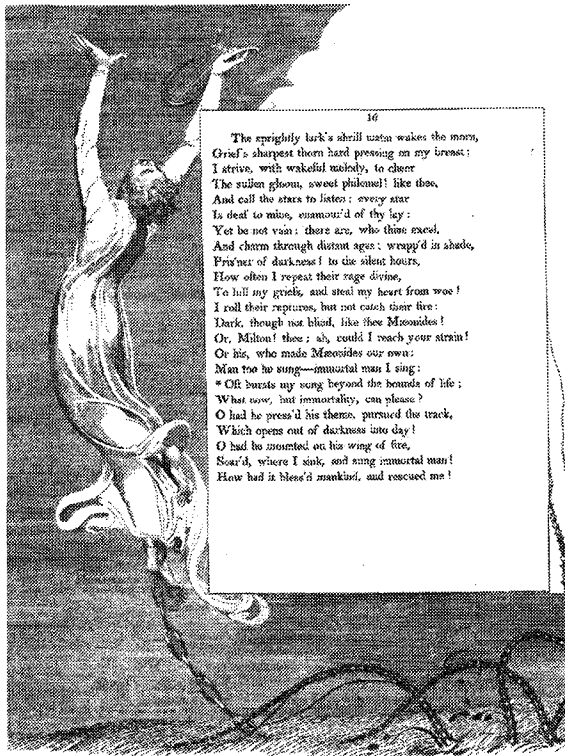 16
The sprightly lark's shrill matin wakes the morn,
Grief's sharpest thorn hard pressing on my breast;
I strive, with wakeful melody, to cheer
The sullen gloom, sweet philomel! like thee,
And call the stars to listen: every star
Is deaf to mine, enamour'd of thy lay:
Yet be not vain; there are, who thine excel,
And charm through distant ages: wrapp'd in shade,
Pris'ner of darkness! to the silent hours,
How often I repeat their rage divine,
To lull my griefs, and steal my heart from woe!
I roll their raptures, but not catch their fire:
Dark, though not blind, like thee Mæonides!
Or, Milton! thee; ah, could I reach your strain!
Or his, who made Mæonides our own:
Man too he sung—immortal man I sing:
* Oft bursts my song beyond the bounds of life;
What now, but immortality, can please?
O had he press'd his theme, pursued the track,
Which opens out of darkness into day!
O had he mounted on his wing of fire,
Soar'd, where I sink, and sung immortal man!
How had it bless'd mankind, and rescued me!